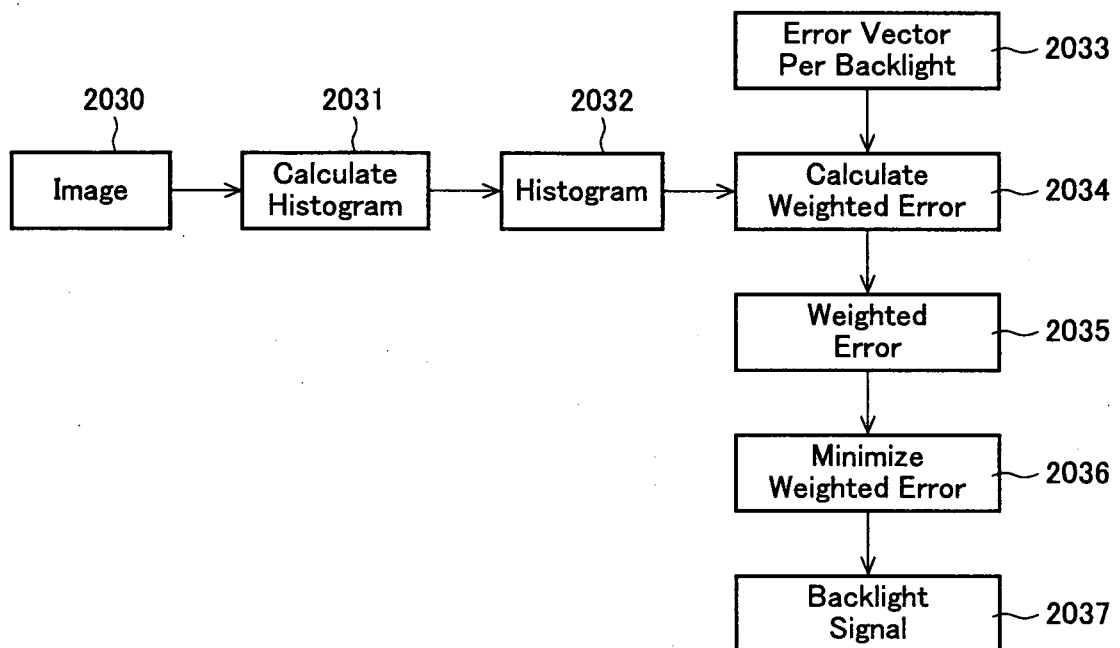 Error Vector
Per Backlight
2033
2030
2031
2032
Image
Calculate
Histogram
Histogram
Calculate
Weighted Error
2034
Weighted
Error
2035
Minimize
Weighted Error
2036
Backlight
Signal
2037